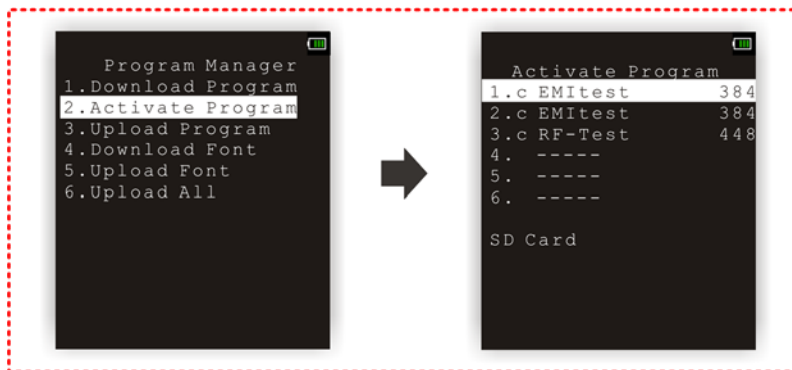 Program Manager
1.Download Program
2.Activate Program
3.Upload Program
4.Download Font
5.Upload Font
6.Upload All
Activate Program
1.c EMItest 384
2.c EMItest 384
3.c RF-Test 448
4. -----
5. -----
6. -----
SD Card